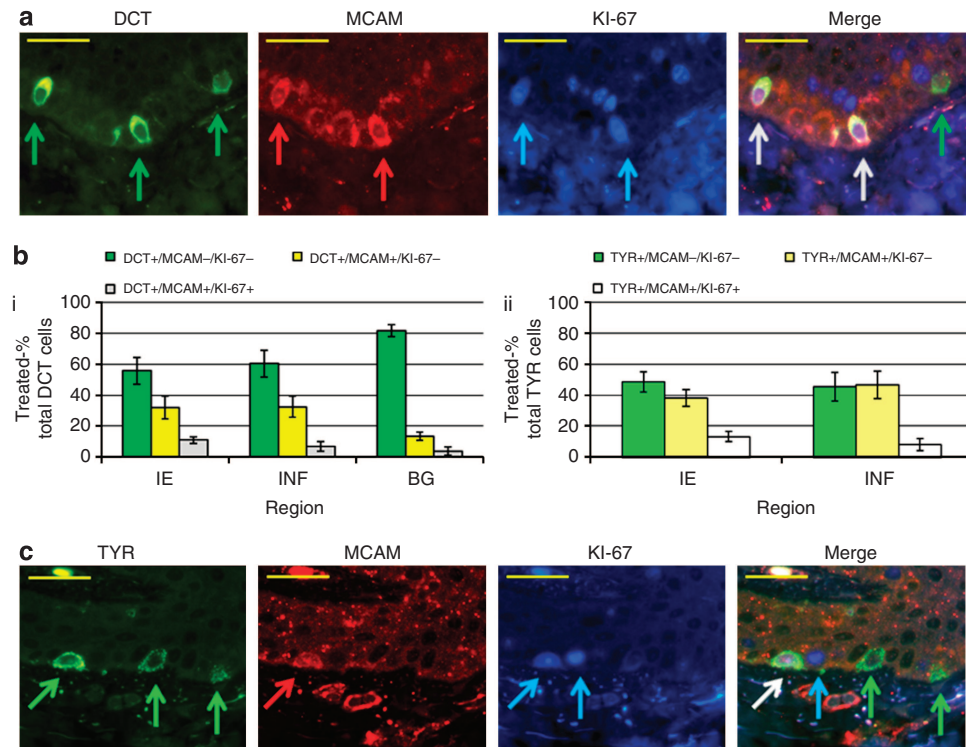 a
DCT MCAM KI-67 Merge
b
DCT+/MCAM–/KI-67– DCT+/MCAM+/KI-67–
DCT+/MCAM+/KI-67+
i
Treated-%
total DCT cells
100
80
60
40
20
0
IE INF BG
Region
TYR+/MCAM–/KI-67– TYR+/MCAM+/KI-67–
TYR+/MCAM+/KI-67+
ii
Treated-%
total TYR cells
100
80
60
40
20
0
IE INF
Region
c
TYR MCAM KI-67 Merge